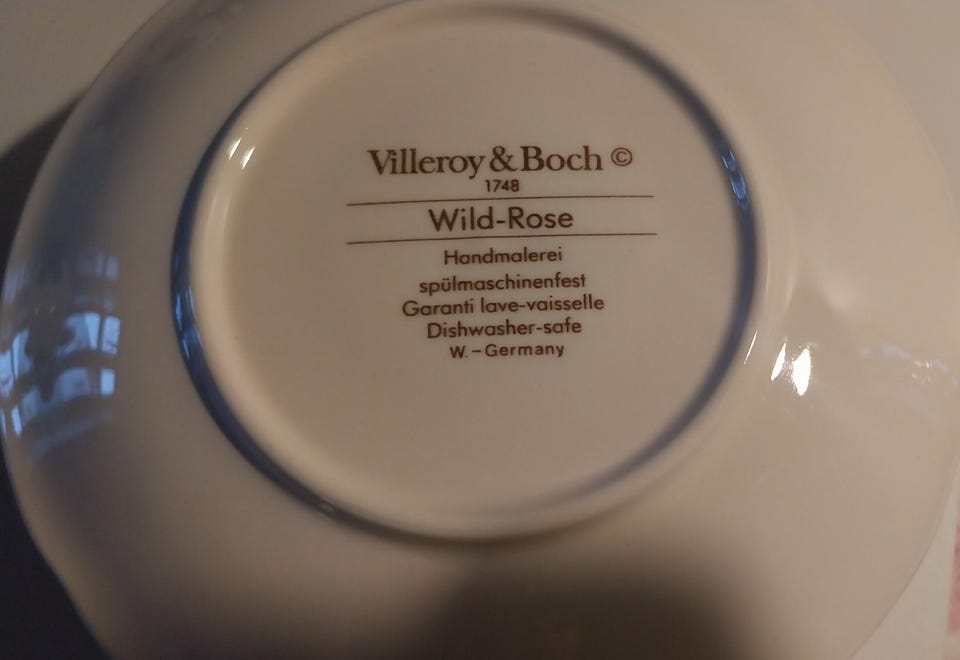 Villeroy & Boch ©
1748
Wild-Rose
Handmalerei
spülmaschinenfest
Garanti lave-vaisselle
Dishwasher-safe
W.-Germany